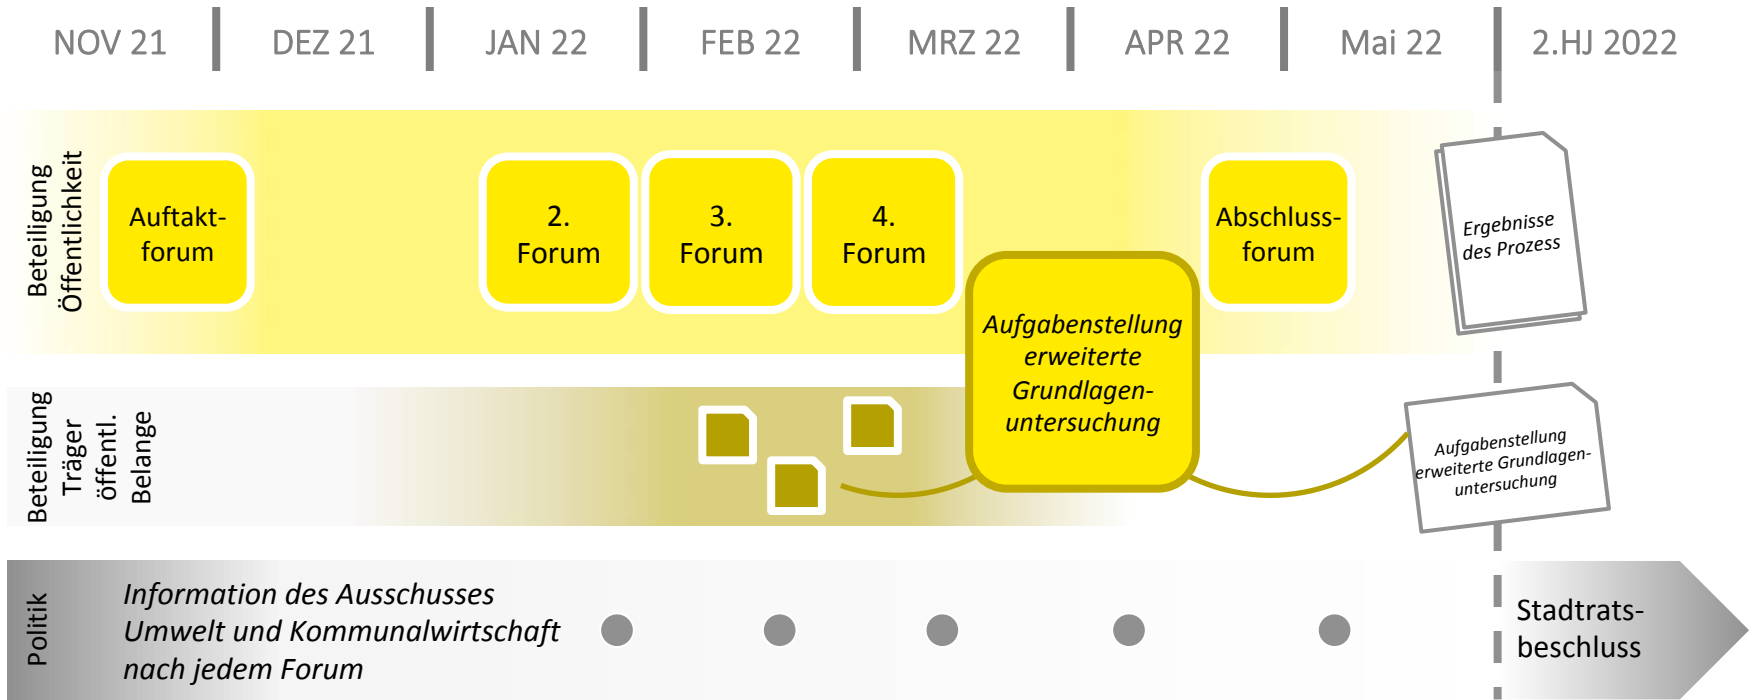 NOV 21
DEZ 21
JAN 22
FEB 22
MRZ 22
APR 22
Mai 22
2.HJ 2022
Beteiligung
Öffentlichkeit
Auftakt-
forum
2.
Forum
3.
Forum
4.
Forum
Abschluss-
forum
Ergebnisse
des Prozess
Aufgabenstellung
erweiterte
Grundlagen-
untersuchung
Beteiligung
Träger
öffentl.
Belange
Aufgabenstellung
erweiterte Grundlagen-
untersuchung
Politik
Information des Ausschusses
Umwelt und Kommunalwirtschaft
nach jedem Forum
Stadtrats-
beschluss